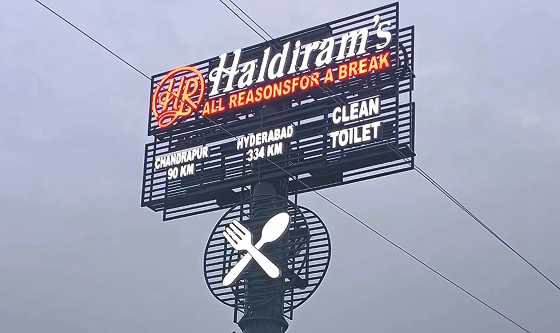 HR
Haldiram's
ALL REASONSFOR A BREAK
CHANDRAPUR
90 KM
HYDERABAD
334 KM
CLEAN
TOILET